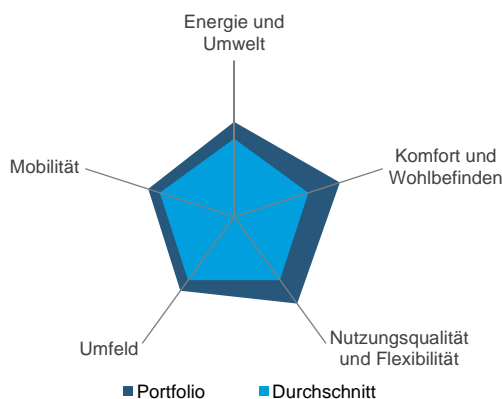 Energie und
Umwelt
Komfort und
Wohlbefinden
Nutzungsqualität
und Flexibilität
Umfeld
Mobilität
Portfolio
Durchschnitt